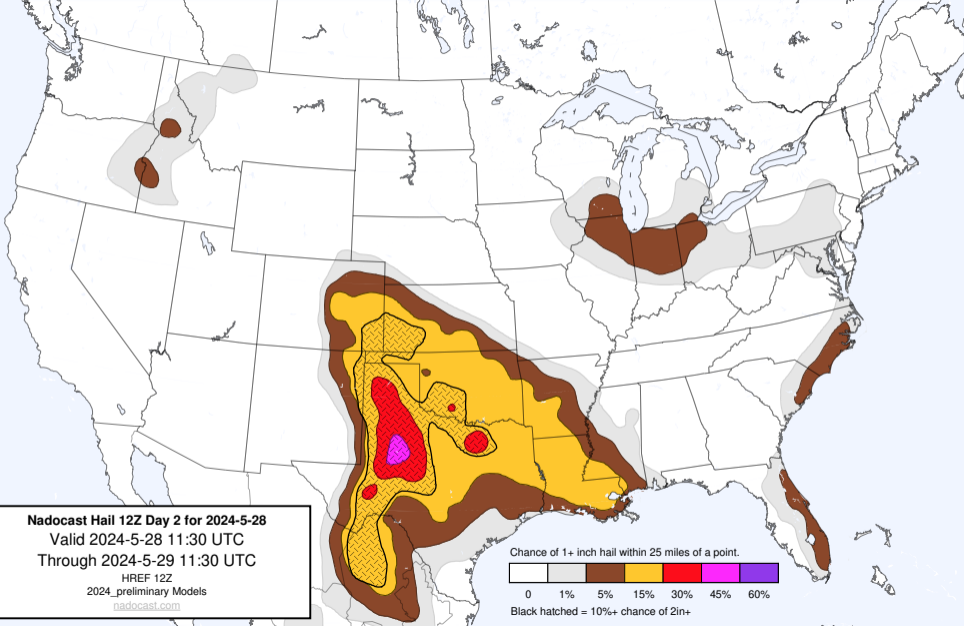 Nadocast Hail 12Z Day 2 for 2024-5-28
Valid 2024-5-28 11:30 UTC
Through 2024-5-29 11:30 UTC
HREF 12Z
2024_preliminary Models
nadocast.com
Chance of 1+ inch hail within 25 miles of a point.
0 1% 5% 15% 30% 45% 60%
Black hatched = 10%+ chance of 2in+